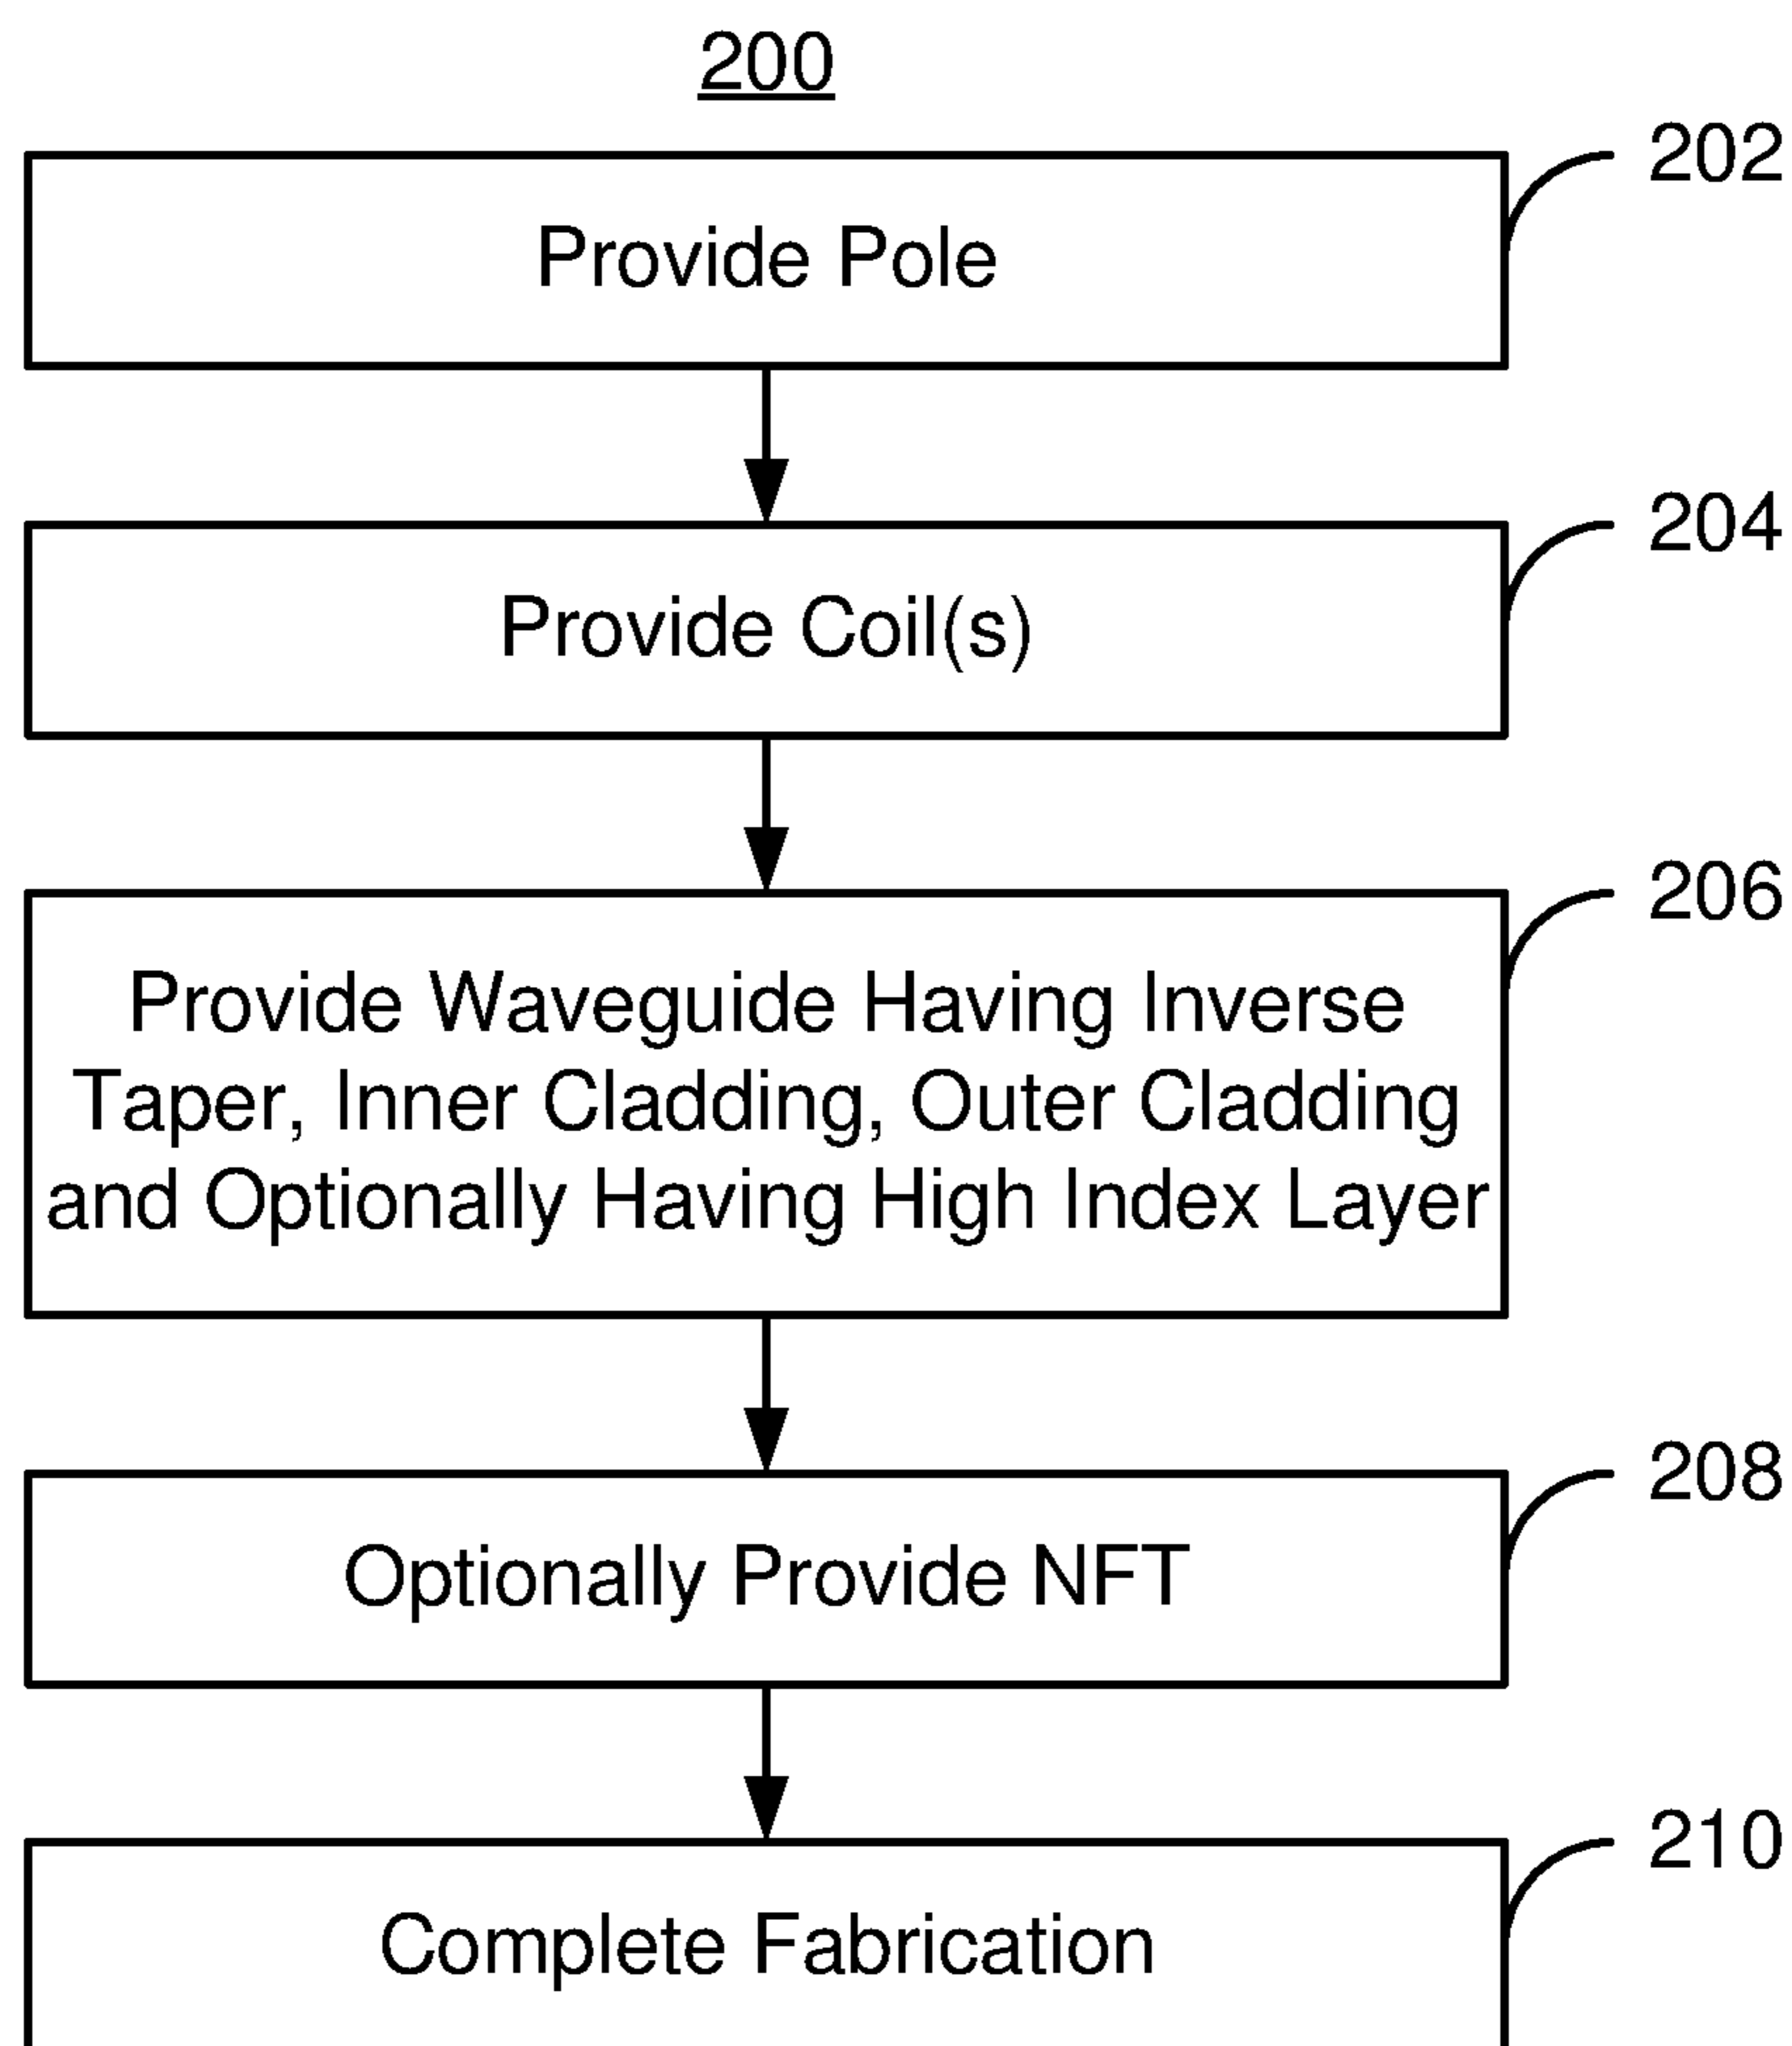 200
202
Provide Pole
204
Provide Coil(s)
206
Provide Waveguide Having Inverse
Taper, Inner Cladding, Outer Cladding
and Optionally Having High Index Layer
208
Optionally Provide NFT
210
Complete Fabrication